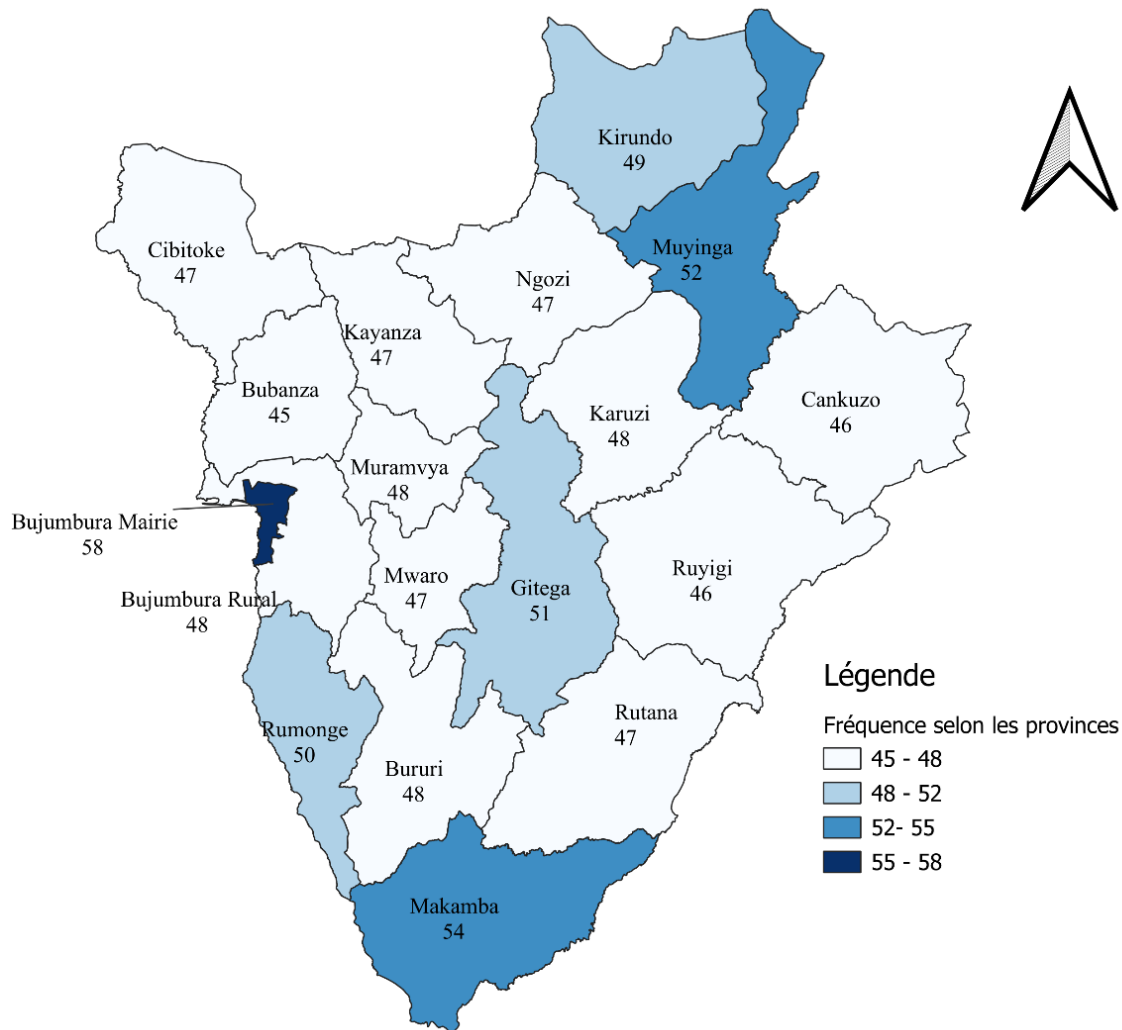 Kirundo
49
Muyinga
52
Cibitoke
47
Ngozi
47
Kayanza
47
Bubanza
45
Karuzi
48
Cankuzo
46
Muramvya
48
Bujumbura Mairie
58
Mwaro
47
Gitega
51
Ruyigi
46
Bujumbura Rural
48
Rumonge
50
Rutana
47
Bururi
48
Makamba
54
Légende
Fréquence selon les provinces
45 - 48
48 - 52
52- 55
55 - 58